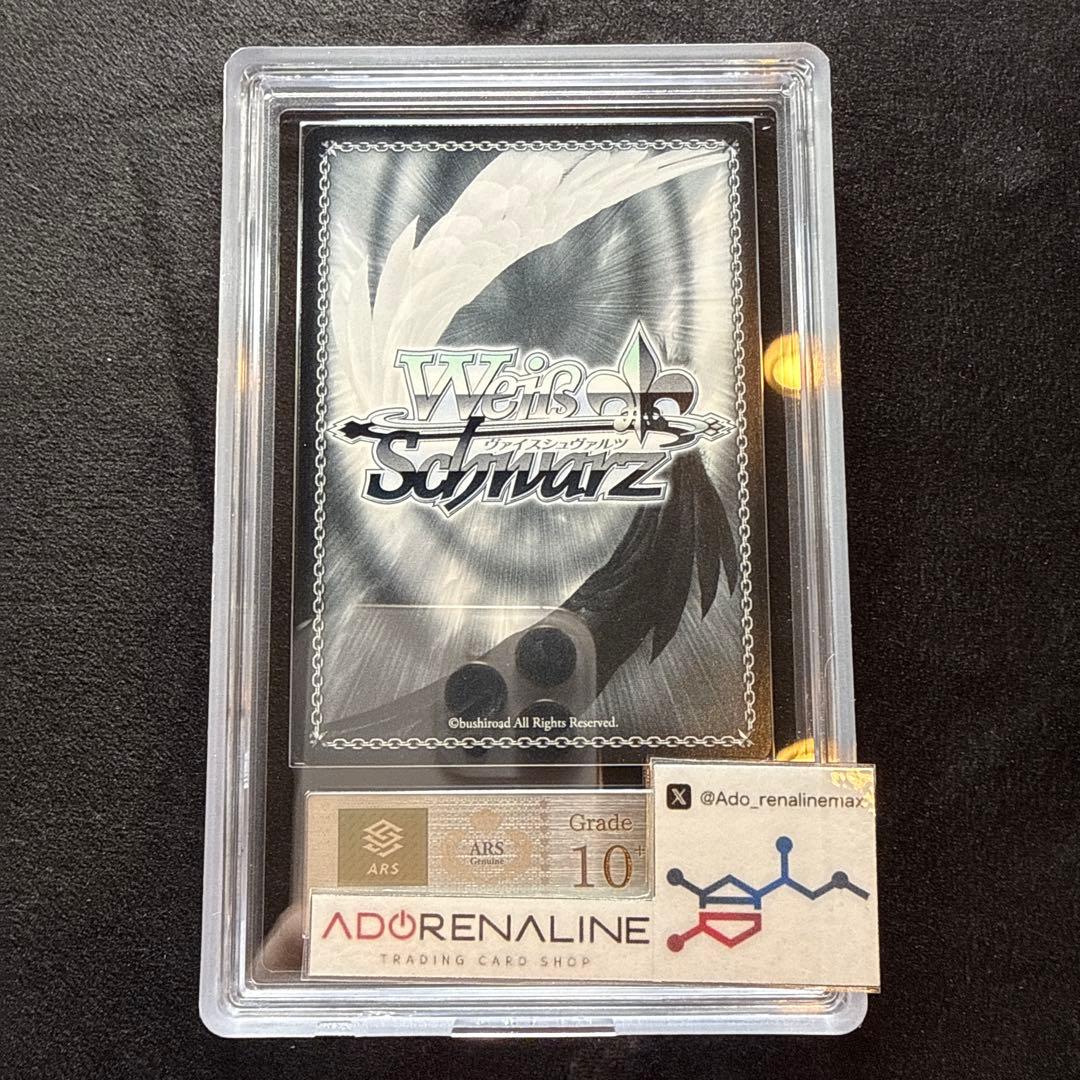 Weiß
ヴァイスシュヴァルツ
Schwarz
©bushiroad All Rights Reserved.
ARS
ARS
Genuine
Grade
10+
X @Ado_renalinemax
ADORENALINE
TRADING CARD SHOP